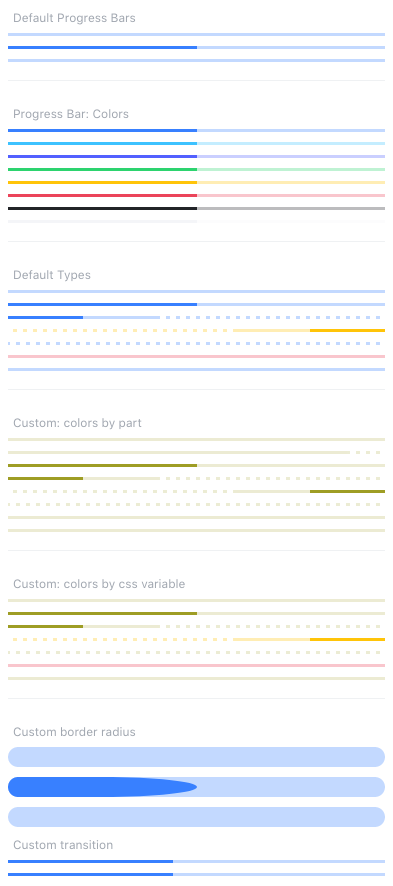 Default Progress Bars
Progress Bar: Colors
Default Types
Custom: colors by part
Custom: colors by css variable
Custom border radius
Custom transition